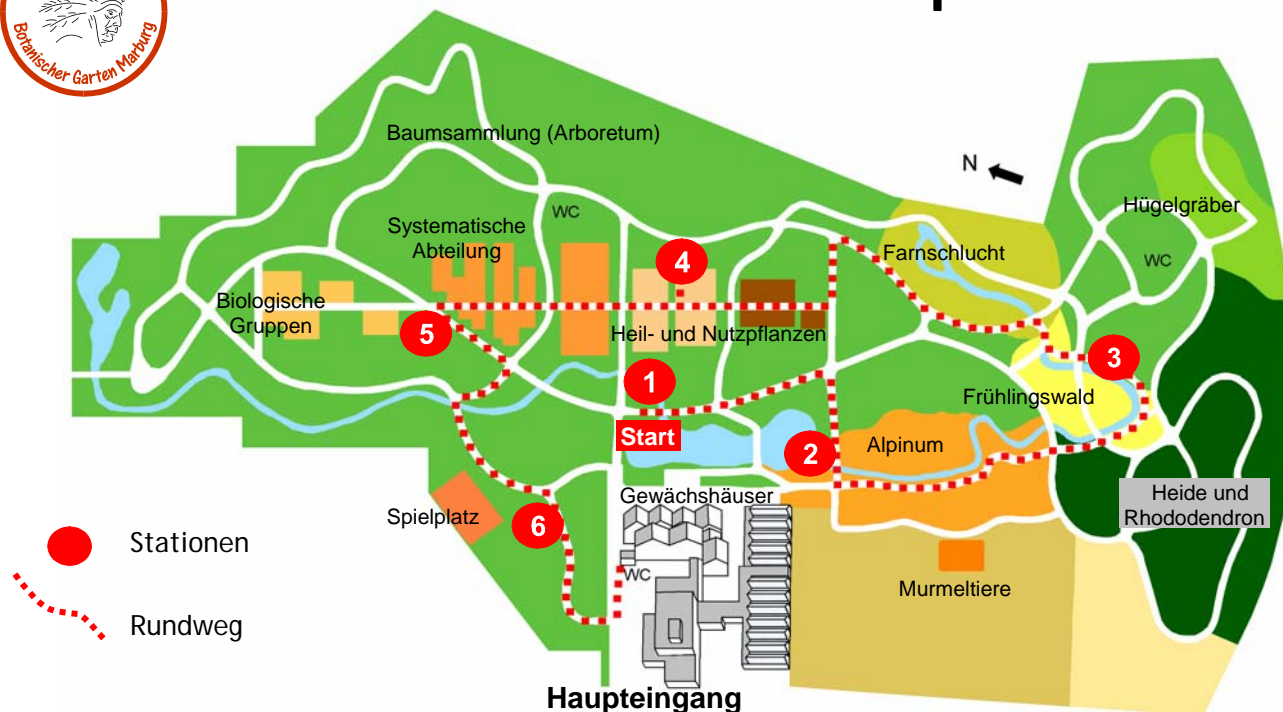 Botanischer Garten Marburg
Baumsammlung (Arboretum)
N
WC
Hügelgräber
Systematische
Abteilung
4
Farnschlucht
WC
Biologische
Gruppen
5
Heil- und Nutzpflanzen
3
1
Frühlingswald
Start
2
Alpinum
Gewächshäuser
Heide und
Rhododendron
Spielplatz
6
Stationen
WC
Murmeltiere
Rundweg
Haupteingang